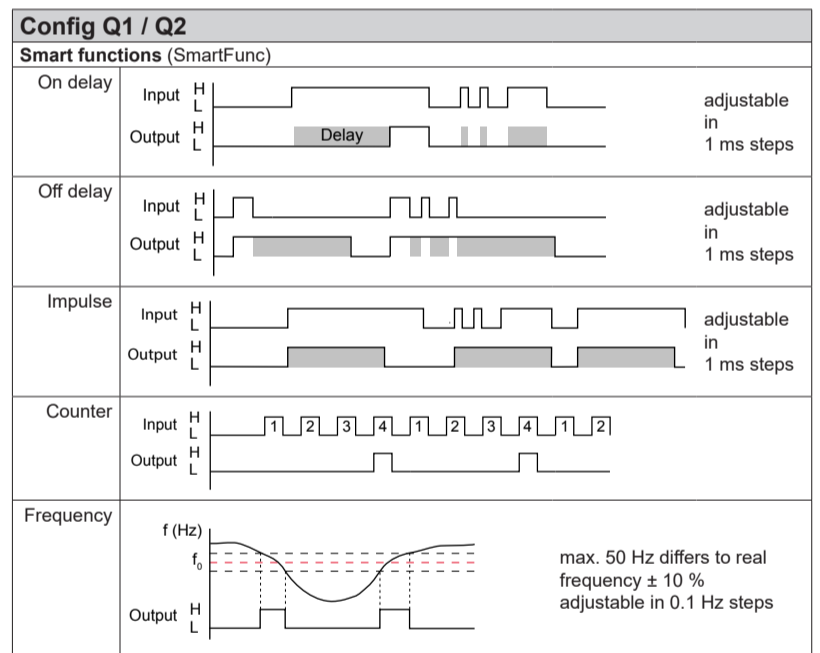 Config Q1 / Q2
Smart functions (SmartFunc)
On delay
Input H
L
Output H
L
Delay
adjustable
in
1 ms steps
Off delay
Input H
L
Output H
L
adjustable
in
1 ms steps
Impulse
Input H
L
Output H
L
adjustable
in
1 ms steps
Counter
Input H
L
1 2 3 4 1 2 3 4 1 2
Output H
L
Frequency
f (Hz)
f0
Output H
L
max. 50 Hz differs to real
frequency ± 10 %
adjustable in 0.1 Hz steps